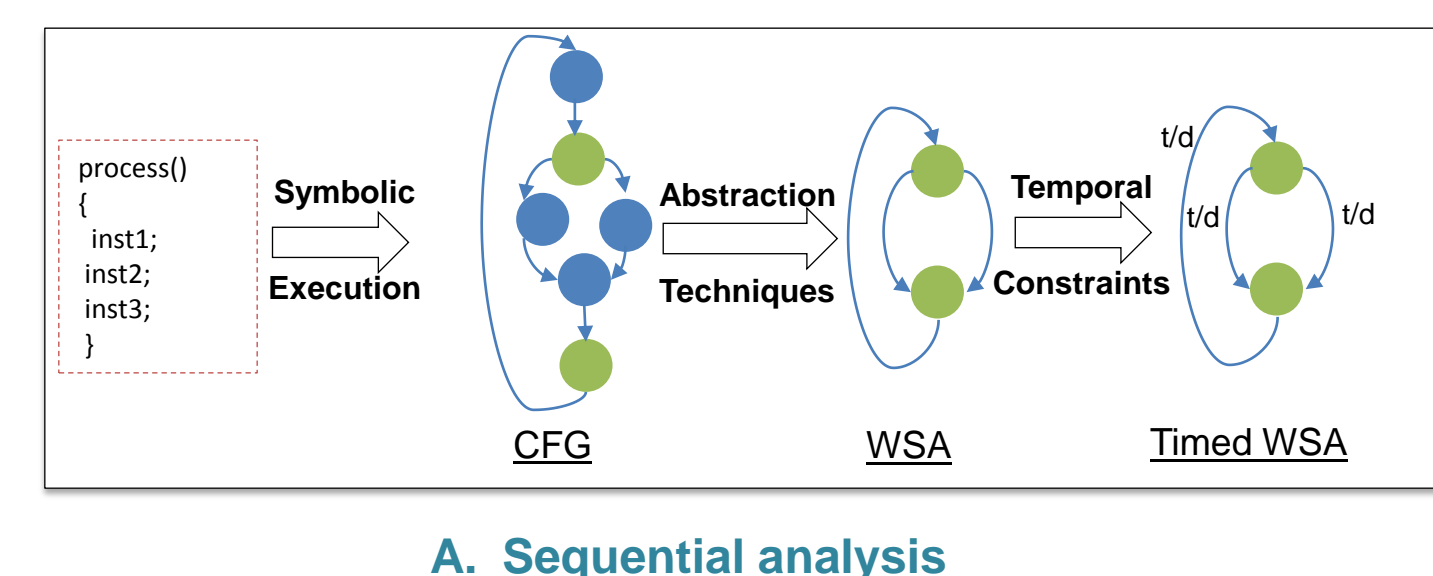 process()
{
inst1;
inst2;
inst3;
}
Symbolic
Execution
CFG
Abstraction
Techniques
WSA
Temporal
Constraints
t/d
t/d
t/d
Timed WSA
A. Sequential analysis